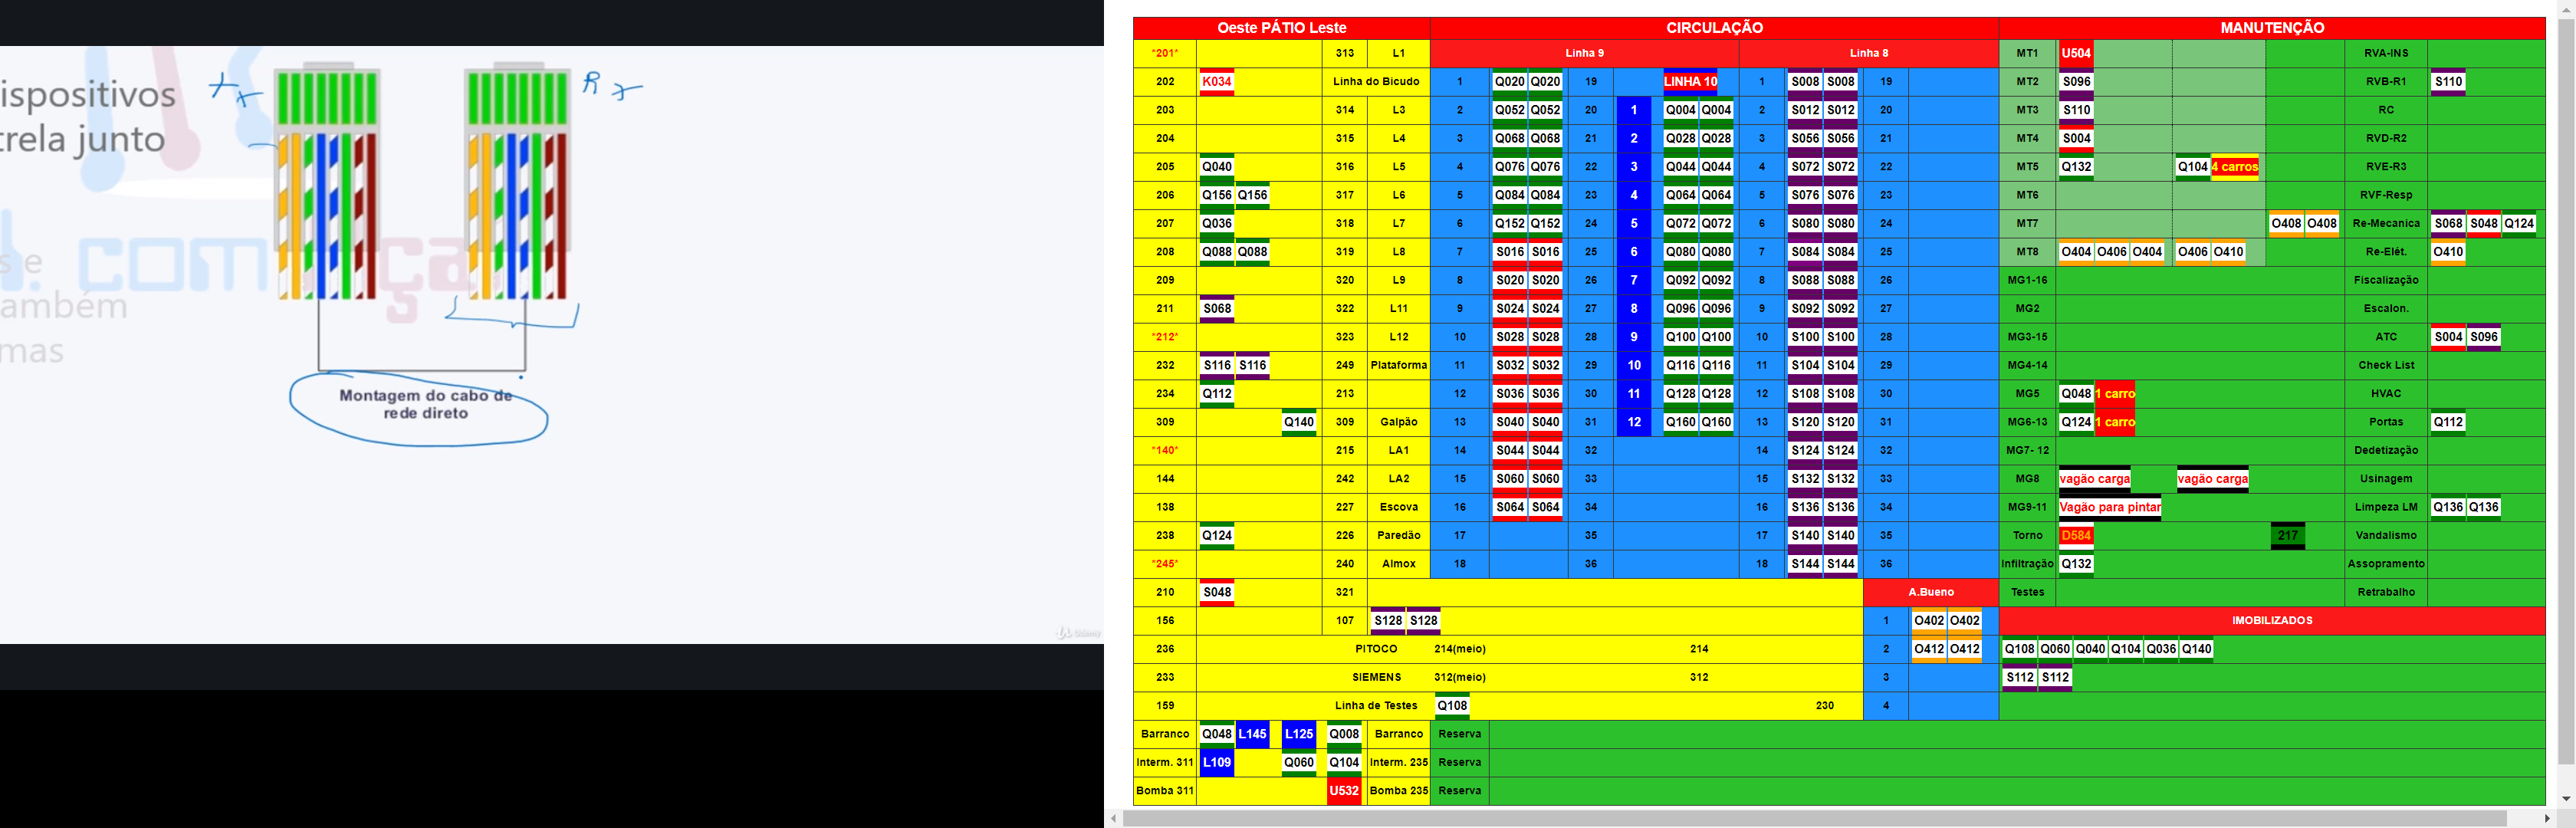 ispositivos
trela junto
s e
também
mas
Tx
Rx
Montagem do cabo de
rede direto
Udemy
Oeste PÁTIO Leste CIRCULAÇÃO MANUTENÇÃO
*201* 313 L1 Linha 9 Linha 8 MT1 U504 RVA-INS
202 K034 Linha do Bicudo 1 Q020 Q020 19 LINHA 10 1 S008 S008 19 MT2 S096 RVB-R1 S110
203 314 L3 2 Q052 Q052 20 1 Q004 Q004 2 S012 S012 20 MT3 S110 RC
204 315 L4 3 Q068 Q068 21 2 Q028 Q028 3 S056 S056 21 MT4 S004 RVD-R2
205 Q040 316 L5 4 Q076 Q076 22 3 Q044 Q044 4 S072 S072 22 MT5 Q132 Q104 4 carros RVE-R3
206 Q156 Q156 317 L6 5 Q084 Q084 23 4 Q064 Q064 5 S076 S076 23 MT6 RVF-Resp
207 Q036 318 L7 6 Q152 Q152 24 5 Q072 Q072 6 S080 S080 24 MT7 O408 O408 Re-Mecanica S068 S048 Q124
208 Q088 Q088 319 L8 7 S016 S016 25 6 Q080 Q080 7 S084 S084 25 MT8 O404 O406 O404 O406 O410 Re-Elét. O410
209 320 L9 8 S020 S020 26 7 Q092 Q092 8 S088 S088 26 MG1-16 Fiscalização
211 S068 322 L11 9 S024 S024 27 8 Q096 Q096 9 S092 S092 27 MG2 Escalon.
*212* 323 L12 10 S028 S028 28 9 Q100 Q100 10 S100 S100 28 MG3-15 ATC S004 S096
232 S116 S116 249 Plataforma 11 S032 S032 29 10 Q116 Q116 11 S104 S104 29 MG4-14 Check List
234 Q112 213 12 S036 S036 30 11 Q128 Q128 12 S108 S108 30 MG5 Q048 1 carro HVAC
309 Q140 309 Galpão 13 S040 S040 31 12 Q160 Q160 13 S120 S120 31 MG6-13 Q124 1 carro Portas Q112
*140* 215 LA1 14 S044 S044 32 14 S124 S124 32 MG7- 12 Dedetização
144 242 LA2 15 S060 S060 33 15 S132 S132 33 MG8 vagão carga vagão carga Usinagem
138 227 Escova 16 S064 S064 34 16 S136 S136 34 MG9-11 Vagão para pintar Limpeza LM Q136 Q136
238 Q124 226 Paredão 17 35 17 S140 S140 35 Torno D584 217 Vandalismo
*245* 240 Almox 18 36 18 S144 S144 36 Infiltração Q132 Assopramento
210 S048 321 A.Bueno Testes Retrabalho
156 107 S128 S128 1 O402 O402 IMOBILIZADOS
236 PITOCO 214(meio) 214 2 O412 O412 Q108 Q060 Q040 Q104 Q036 Q140
233 SIEMENS 312(meio) 312 3 S112 S112
159 Linha de Testes Q108 230 4
Barranco Q048 L145 L125 Q008 Barranco Reserva
Interm. 311 L109 Q060 Q104 Interm. 235 Reserva
Bomba 311 U532 Bomba 235 Reserva